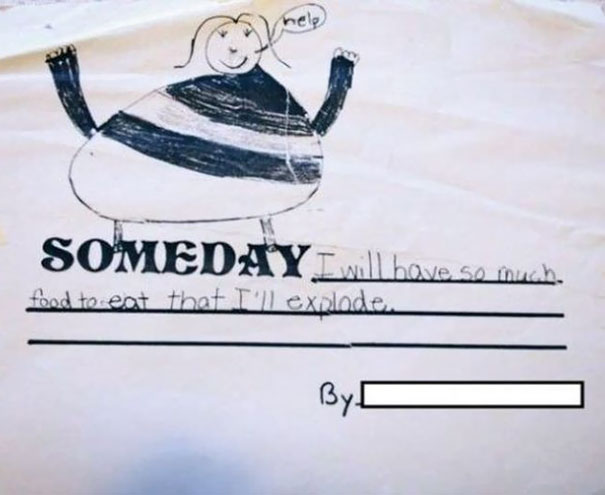 help
SOMEDAY I will have so much
food to eat that I'll explode.
By